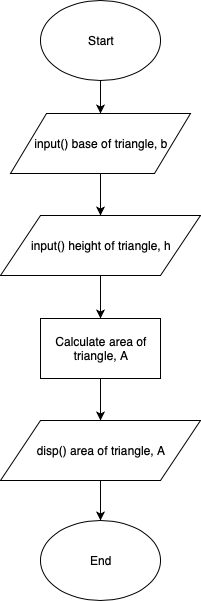 Start
input() base of triangle, b
input() height of triangle, h
Calculate area of
triangle, A
disp() area of triangle, A
End